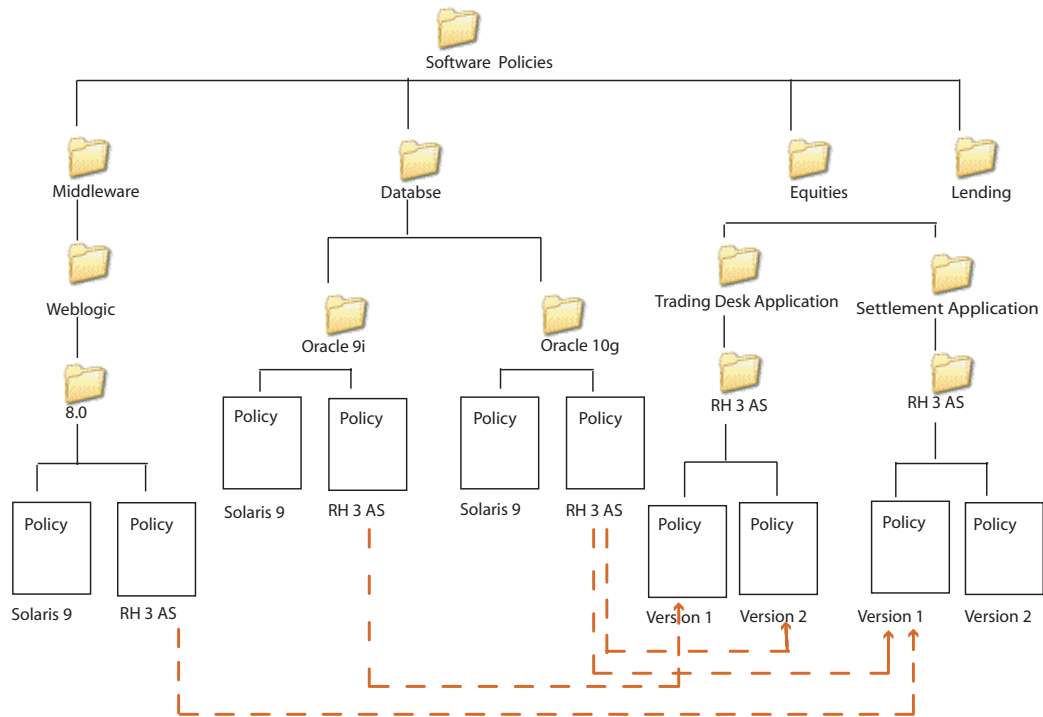 Software Policies
Middleware
Databse
Equities
Lending
Weblogic
Trading Desk Application
Settlement Application
Oracle 9i
Oracle 10g
8.0
RH 3 AS
RH 3 AS
Policy
Policy
Policy
Policy
Solaris 9
RH 3 AS
Solaris 9
RH 3 AS
Policy
Policy
Policy
Policy
Policy
Policy
Solaris 9
RH 3 AS
Version 1
Version 2
Version 1
Version 2